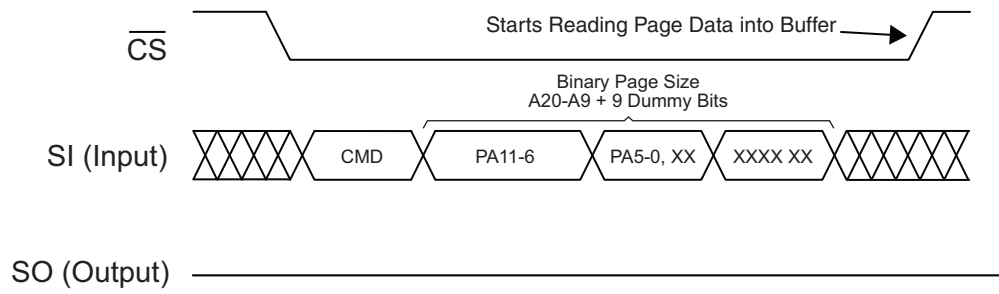 Starts Reading Page Data into Buffer
CS
Binary Page Size
A20-A9 + 9 Dummy Bits
SI (Input)
CMD
PA11-6
PA5-0, XX
XXXX XX
SO (Output)